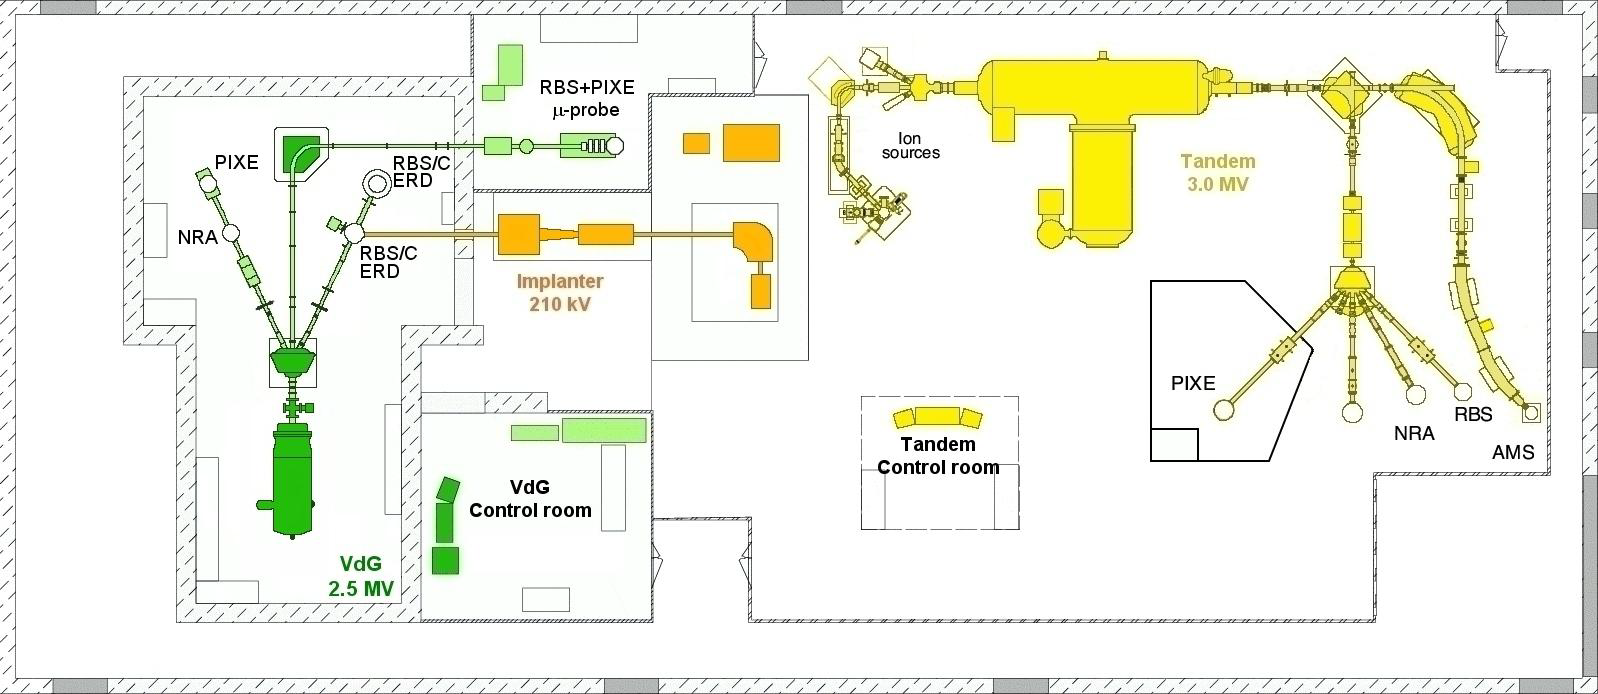 RBS+PIXE
μ-probe
PIXE
RBS/C
ERD
NRA
RBS/C
ERD
Implanter
210 kV
Ion
sources
Tandem
3.0 MV
PIXE
NRA
RBS
AMS
Tandem
Control room
VdG
Control room
VdG
2.5 MV